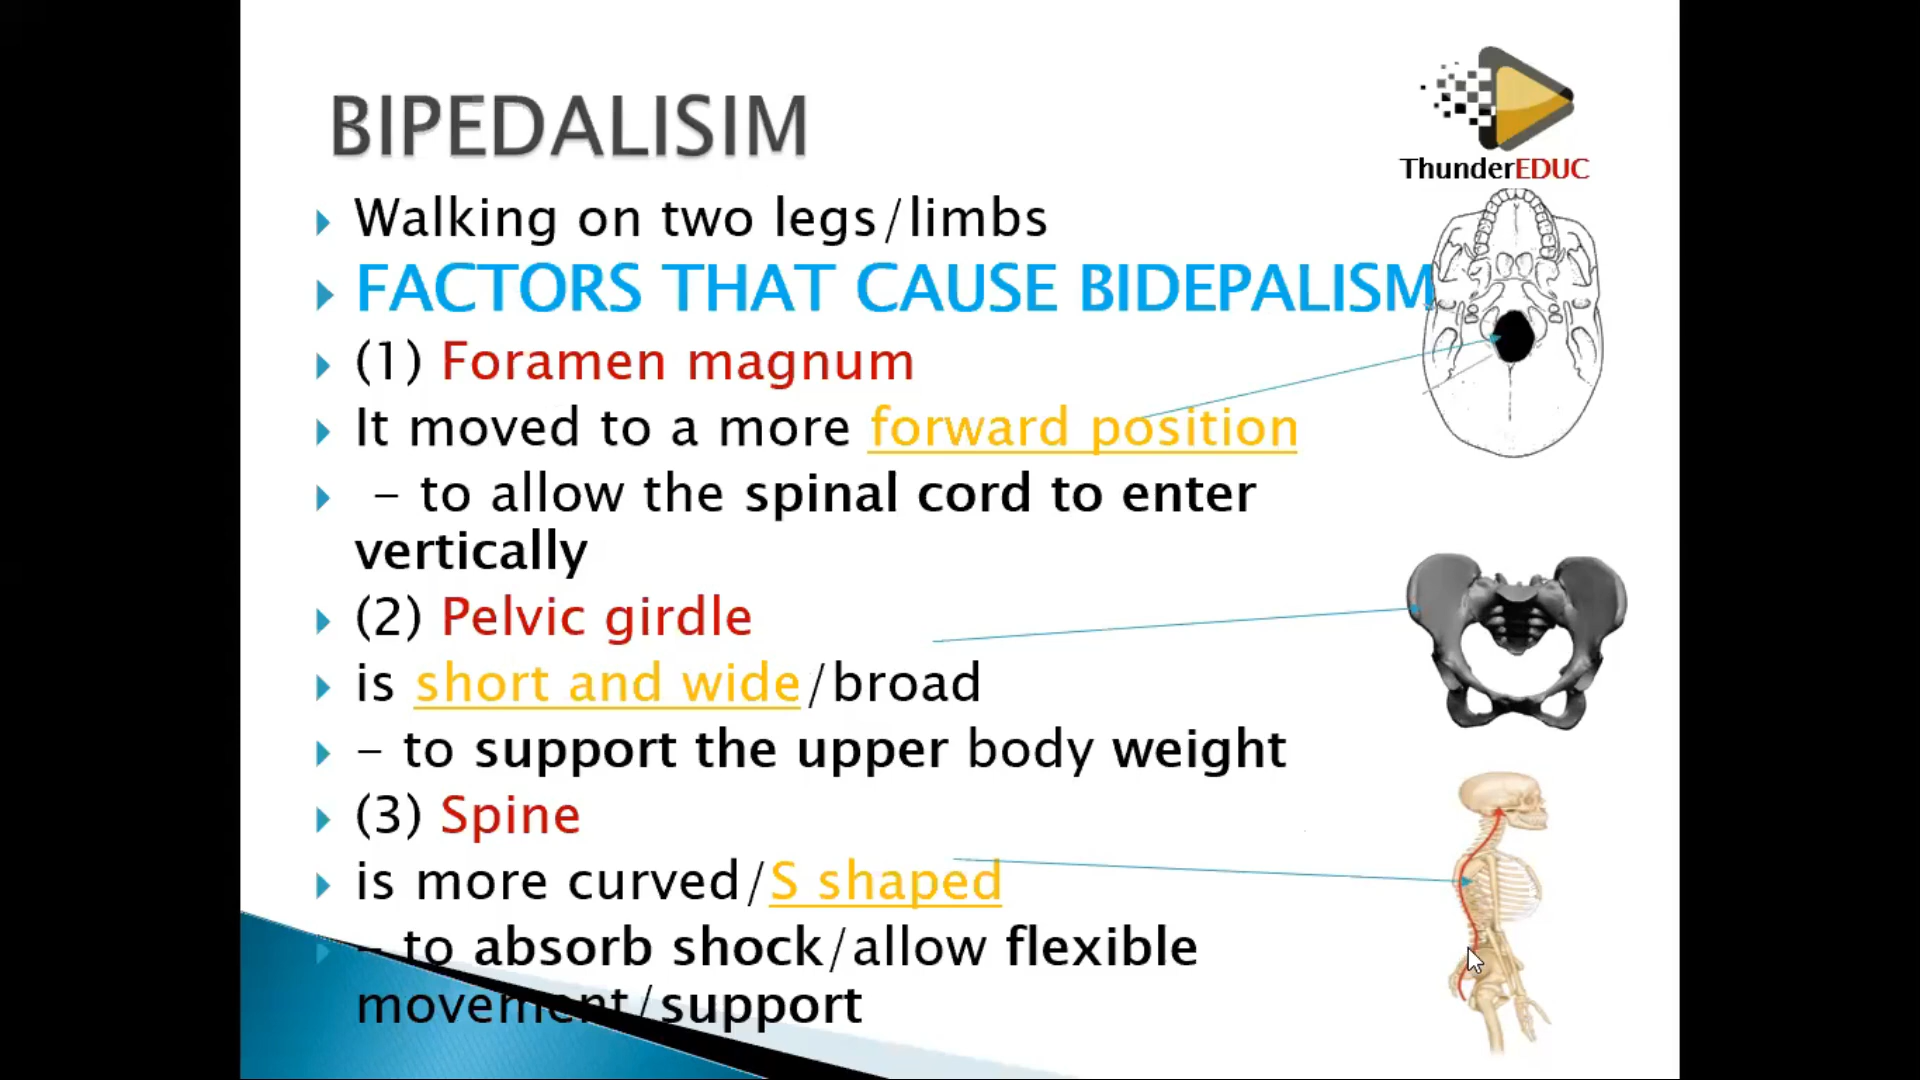 BIPEDALISIM
ThunderEDUC
Walking on two legs/limbs
FACTORS THAT CAUSE BIDEPALISM
(1) Foramen magnum
It moved to a more forward position
– to allow the spinal cord to enter
vertically
(2) Pelvic girdle
is short and wide/broad
– to support the upper body weight
(3) Spine
is more curved/S shaped
– to absorb shock/allow flexible
movement/support